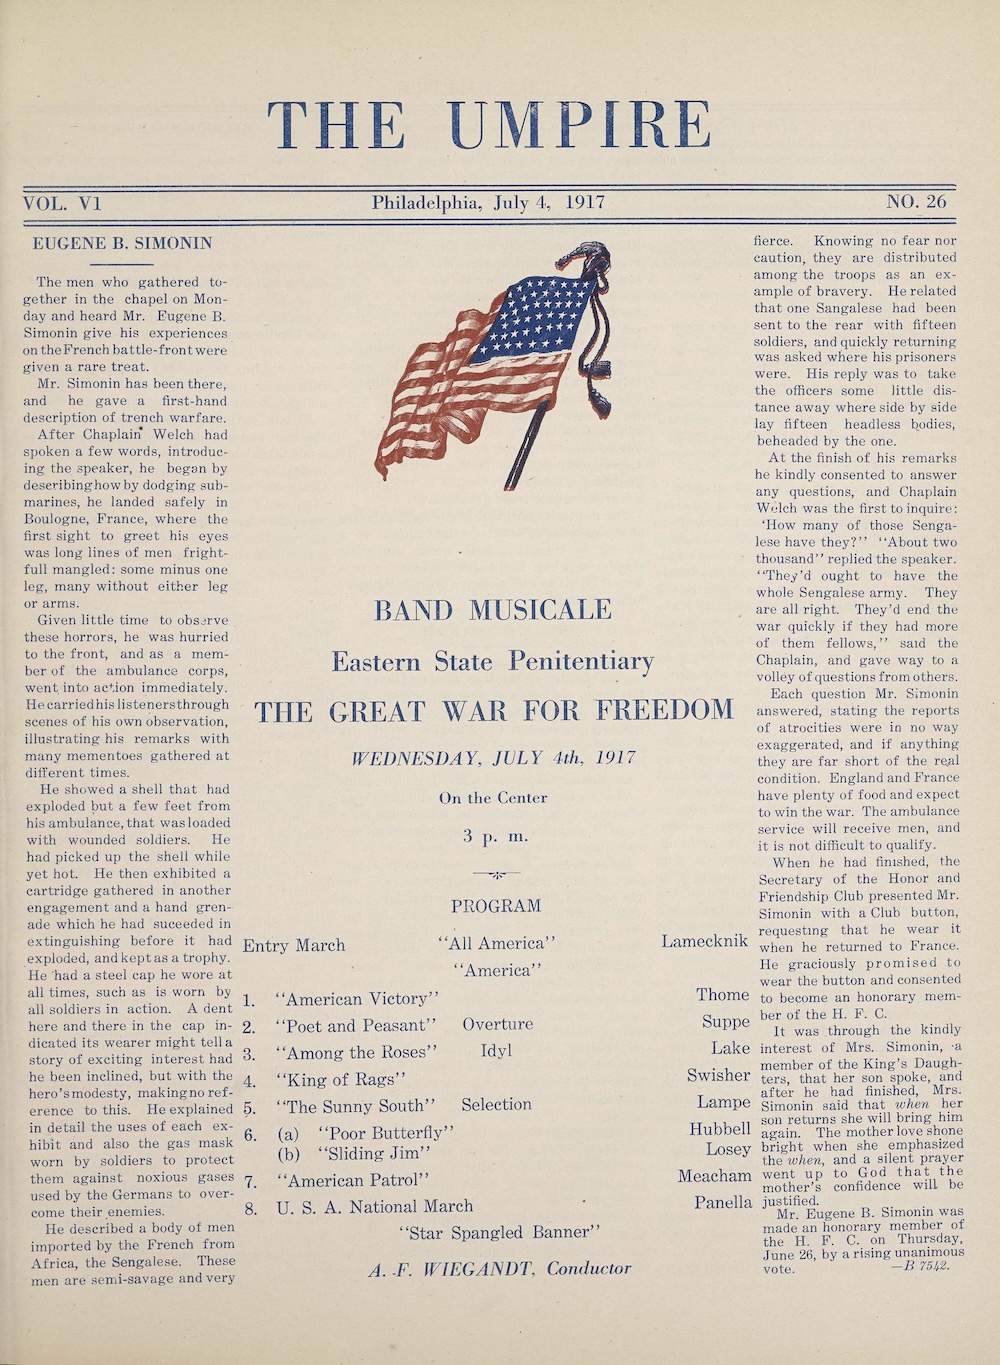 THE UMPIRE
VOL. V1 Philadelphia, July 4, 1917 NO. 26
EUGENE B. SIMONIN
The men who gathered to-
gether in the chapel on Mon-
day and heard Mr. Eugene B.
Simonin give his experiences
on the French battle-front were
given a rare treat.
Mr. Simonin has been there,
and he gave a first-hand
description of trench warfare.
After Chaplain Welch had
spoken a few words, introduc-
ing the speaker, he began by
describing how by dodging sub-
marines, he landed safely in
Boulogne, France, where the
first sight to greet his eyes
was long lines of men fright-
full mangled: some minus one
leg, many without either leg
or arms.
Given little time to observe
these horrors, he was hurried
to the front, and as a mem-
ber of the ambulance corps,
went into action immediately.
He carried his listeners through
scenes of his own observation,
illustrating his remarks with
many mementoes gathered at
different times.
He showed a shell that had
exploded but a few feet from
his ambulance, that was loaded
with wounded soldiers. He
had picked up the shell while
yet hot. He then exhibited a
cartridge gathered in another
engagement and a hand gren-
ade which he had suceeded in
extinguishing before it had
exploded, and kept as a trophy.
He had a steel cap he wore at
all times, such as is worn by
all soldiers in action. A dent
here and there in the cap in-
dicated its wearer might tell a
story of exciting interest had
he been inclined, but with the
hero's modesty, making no ref-
erence to this. He explained
in detail the uses of each ex-
hibit and also the gas mask
worn by soldiers to protect
them against noxious gases
used by the Germans to over-
come their enemies.
He described a body of men
imported by the French from
Africa, the Sengalese. These
men are semi-savage and very
BAND MUSICALE
Eastern State Penitentiary
THE GREAT WAR FOR FREEDOM
WEDNESDAY, JULY 4th, 1917
On the Center
3 p. m.
PROGRAM
Entry March "All America" Lamecknik
"America"
1. "American Victory" Thome
2. "Poet and Peasant" Overture Suppe
3. "Among the Roses" Idyl Lake
4. "King of Rags" Swisher
5. "The Sunny South" Selection Lampe
6. (a) "Poor Butterfly" Hubbell
(b) "Sliding Jim" Losey
7. "American Patrol" Meacham
8. U. S. A. National March Panella
"Star Spangled Banner"
A. F. WIEGANDT, Conductor
fierce. Knowing no fear nor
caution, they are distributed
among the troops as an ex-
ample of bravery. He related
that one Sangalese had been
sent to the rear with fifteen
soldiers, and quickly returning
was asked where his prisoners
were. His reply was to take
the officers some little dis-
tance away where side by side
lay fifteen headless bodies,
beheaded by the one.
At the finish of his remarks
he kindly consented to answer
any questions, and Chaplain
Welch was the first to inquire:
'How many of those Senga-
lese have they?" "About two
thousand" replied the speaker.
"They'd ought to have the
whole Sengalese army. They
are all right. They'd end the
war quickly if they had more
of them fellows," said the
Chaplain, and gave way to a
volley of questions from others.
Each question Mr. Simonin
answered, stating the reports
of atrocities were in no way
exaggerated, and if anything
they are far short of the real
condition. England and France
have plenty of food and expect
to win the war. The ambulance
service will receive men, and
it is not difficult to qualify.
When he had finished, the
Secretary of the Honor and
Friendship Club presented Mr.
Simonin with a Club button,
requesting that he wear it
when he returned to France.
He graciously promised to
wear the button and consented
to become an honorary mem-
ber of the H. F. C.
It was through the kindly
interest of Mrs. Simonin, a
member of the King's Daugh-
ters, that her son spoke, and
after he had finished, Mrs.
Simonin said that when her
son returns she will bring him
again. The mother love shone
bright when she emphasized
the when, and a silent prayer
went up to God that the
mother's confidence will be
justified.
Mr. Eugene B. Simonin was
made an honorary member of
the H. F. C. on Thursday,
June 26, by a rising unanimous
vote. —B 7542.